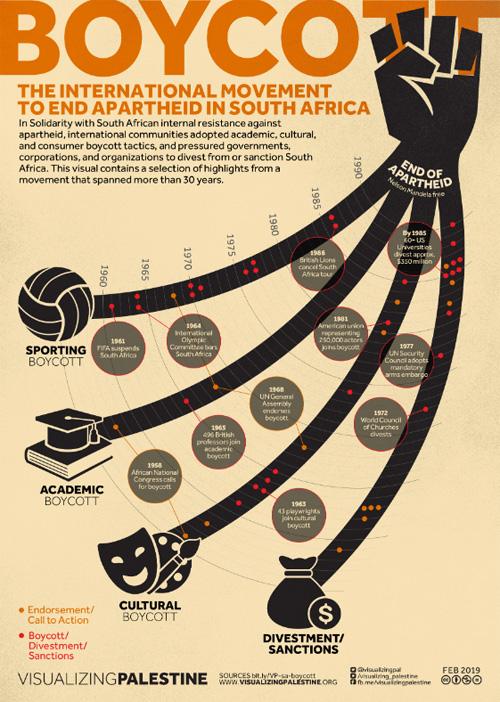 BOYCOTT
THE INTERNATIONAL MOVEMENT
TO END APARTHEID IN SOUTH AFRICA
In Solidarity with South African internal resistance against
apartheid, international communities adopted academic, cultural,
and consumer boycott tactics, and pressured governments,
corporations, and organizations to divest from or sanction South
Africa. This visual contains a selection of highlights from a
movement that spanned more than 30 years.
END OF
APARTHEID
Nelson Mandela free
1960
1965
1970
1975
1980
1985
1990
SPORTING
BOYCOTT
1961
FIFA suspends
South Africa
1964
International
Olympic
Committee bars
South Africa
1986
British Lions
cancel South
Africa tour
By 1985
60+ US
Universities
divest approx.
$350 million
ACADEMIC
BOYCOTT
1958
African National
Congress calls
for boycott
1965
496 British
professors join
academic
boycott
1968
UN General
Assembly
endorses
boycott
1981
American union
representing
250,000 actors
joins boycott
1977
UN Security
Council adopts
mandatory
arms embargo
1972
World Council
of Churches
divests
1963
43 playwrights
join cultural
boycott
CULTURAL
BOYCOTT
$
DIVESTMENT/
SANCTIONS
Endorsement/
Call to Action
Boycott/
Divestment/
Sanctions
VISUALIZINGPALESTINE
SOURCES bit.ly/VP-sa-boycott
WWW.VISUALIZINGPALESTINE.ORG
@visualizingpal
/visualizing_palestine
fb.me/visualizingpalestine
FEB 2019